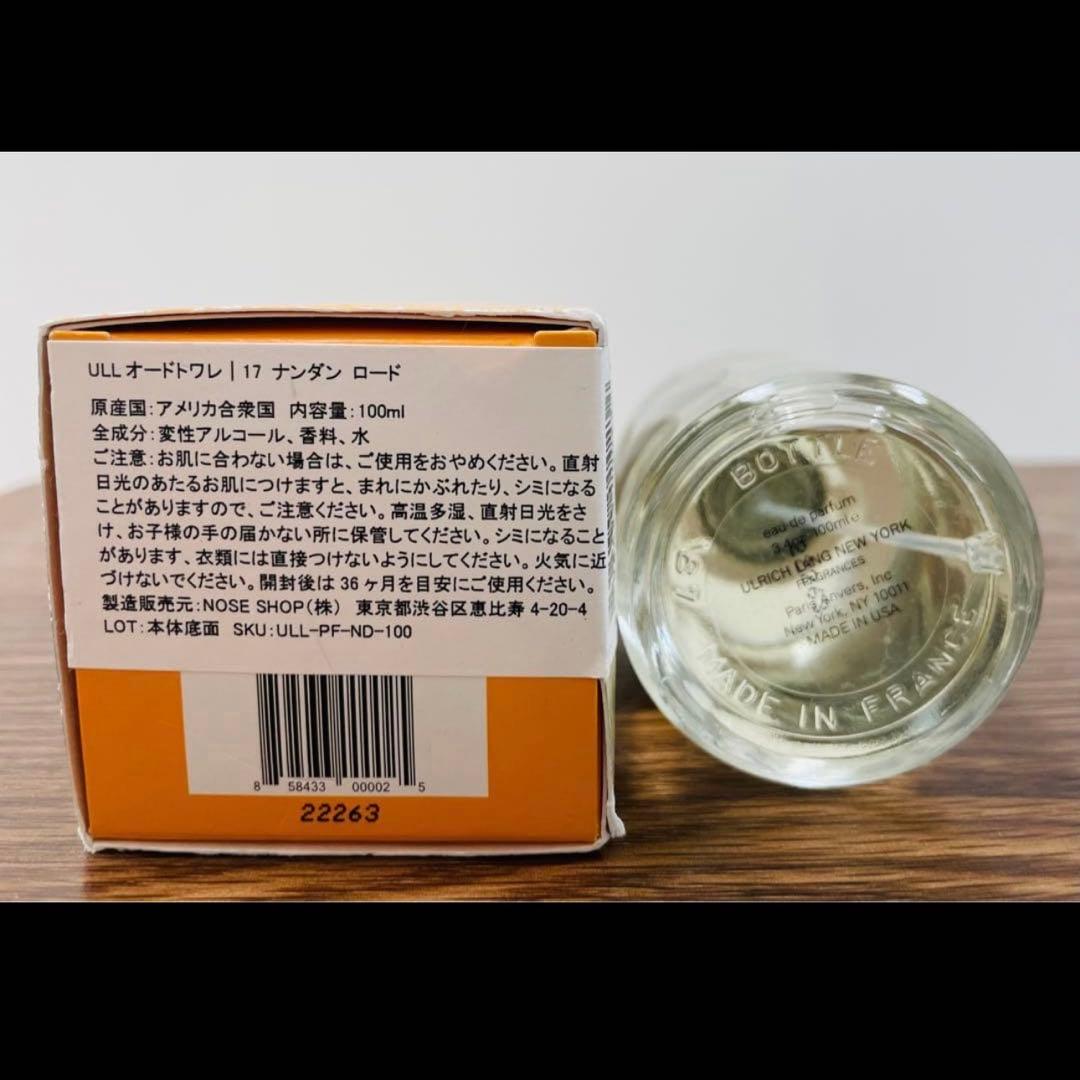 ULLオードトワレ|17 ナンダン ロード
原産国:アメリカ合衆国 内容量:100ml
全成分:変性アルコール、香料、水
ご注意:お肌に合わない場合は、ご使用をおやめください。直射
日光のあたるお肌につけますと、まれにかぶれたり、シミになる
ことがありますので、ご注意ください。高温多湿、直射日光をさ
け、お子様の手の届かない所に保管してください。シミになること
があります、衣類には直接つけないようにしてください。火気に近
づけないでください。開封後は36ヶ月を目安にご使用ください。
製造販売元:NOSE SHOP(株) 東京都渋谷区恵比寿4-20-4
LOT:本体底面 SKU:ULL-PF-ND-100
8 58433 00002 5
22263
BOTTLE
eau de parfum
100ml
ULRICH LANG NEW YORK
FRAGRANCES
New York, NY 10011
MADE IN USA
MADE IN FRANCE